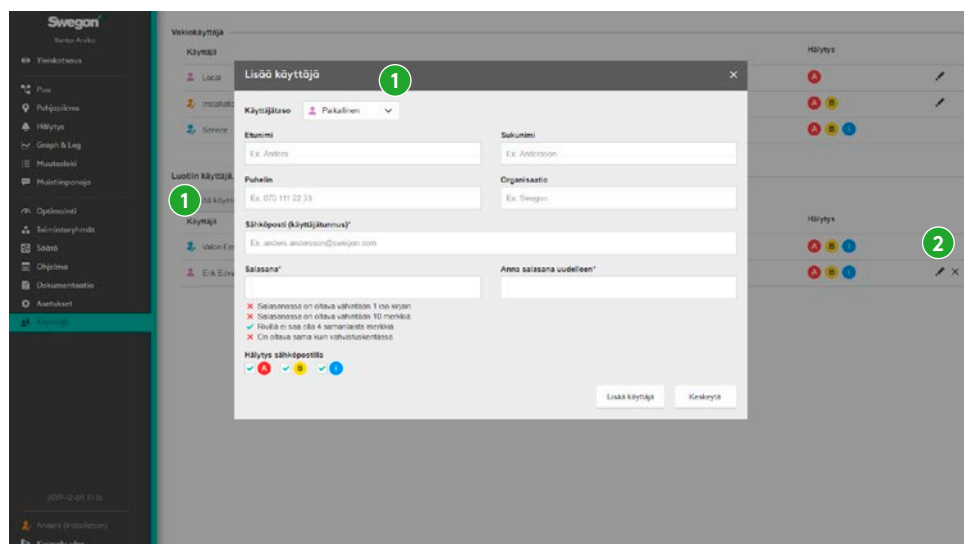 Swegon
Yleiskatsaus
Puu
Pohjapiirros
Hälytys
Graph & Log
Muutosloki
Muistiinpanoja
Optimointi
Toimintaryhmät
Säätö
Ohjelma
Dokumentaatio
Asetukset
Käyttäjä
2019-12-05 11:16
Anders (Installation)
Vakiokäyttäjä
Käyttäjä
Hälytys
Local
A
A B
Service
A B i
Käyttäjä
Hälytys
A B i
2
A B i
Lisää käyttäjä
1
×
Käyttäjätaso
Paikallinen
Etunimi
Sukunimi
Ex. Anders
Ex. Andersson
Puhelin
Organisaatio
Ex. 070 111 22 33
Ex. Swegon
1
Sähköposti (käyttäjätunnus)*
Ex. anders.andersson@swegon.com
Salasana*
Anna salasana uudelleen*
Salasanassa on oltava vähintään 1 iso kirjain
Salasanassa on oltava vähintään 10 merkkiä
Rivillä ei saa olla 4 samanlaista merkkiä
On oltava sama kuin vahvistuskentässä
Hälytys sähköpostilla
A B i
Lisää käyttäjä
Keskeytä